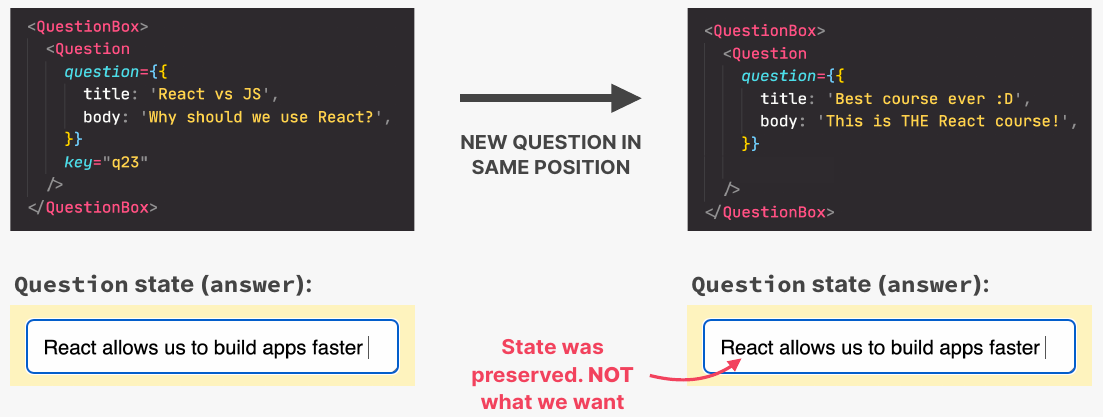 <QuestionBox>
<Question
question={{
title: 'React vs JS',
body: 'Why should we use React?',
}}
key="q23"
/>
</QuestionBox>
NEW QUESTION IN
SAME POSITION
<QuestionBox>
<Question
question={{
title: 'Best course ever :D',
body: 'This is THE React course!',
}}
/>
</QuestionBox>
Question state (answer):
React allows us to build apps faster
State was
preserved. NOT
what we want
Question state (answer):
React allows us to build apps faster